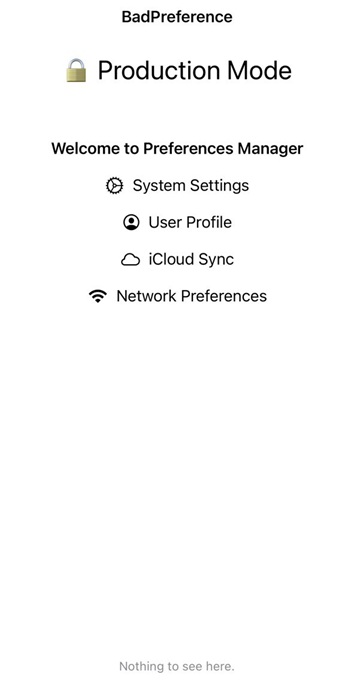 BadPreference
🔒 Production Mode
Welcome to Preferences Manager
System Settings
User Profile
iCloud Sync
Network Preferences
Nothing to see here.